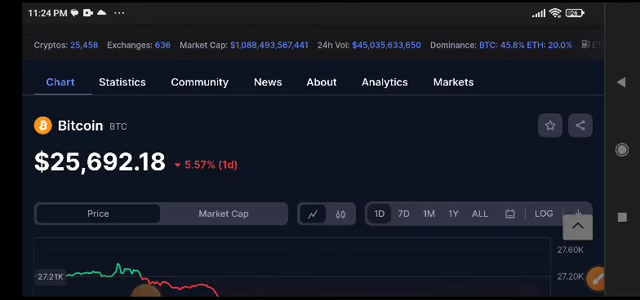 11:24 PM
Cryptos: 25,458 Exchanges: 636 Market Cap: $1,088,493,567,441 24h Vol: $45,035,633,650 Dominance: BTC: 45.8% ETH: 20.0%
Chart Statistics Community News About Analytics Markets
Bitcoin BTC
$25,692.18 5.57% (1d)
Price Market Cap 1D 7D 1M 1Y ALL LOG
27.60K
27.21K 27.20K